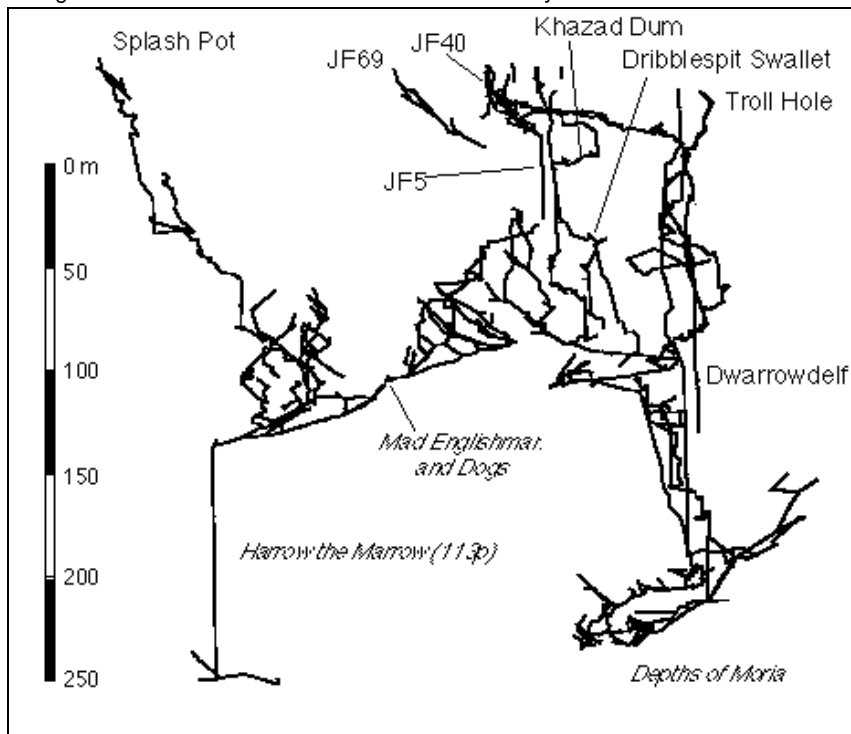 Splash Pot
JF69
JF40
Khazad Dum
Dribblespit Swallet
Troll Hole
JF5
0 m
50
100
150
200
250
Dwarrowdelf
Mad Englishmar.
and Dogs
Harrow the Marrow (113p)
Depths of Moria